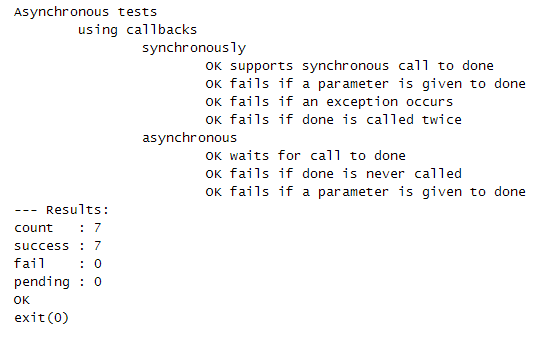 Asynchronous tests
using callbacks
synchronously
OK supports synchronous call to done
OK fails if a parameter is given to done
OK fails if an exception occurs
OK fails if done is called twice
asynchronous
OK waits for call to done
OK fails if done is never called
OK fails if a parameter is given to done
--- Results:
count   : 7
success : 7
fail    : 0
pending : 0
OK
exit(0)